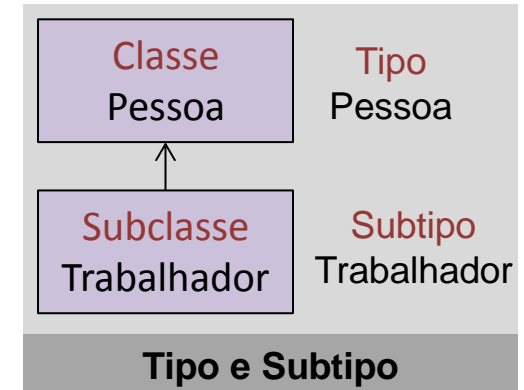 Classe
Pessoa
Tipo
Pessoa
Subclasse
Trabalhador
Subtipo
Trabalhador
Tipo e Subtipo